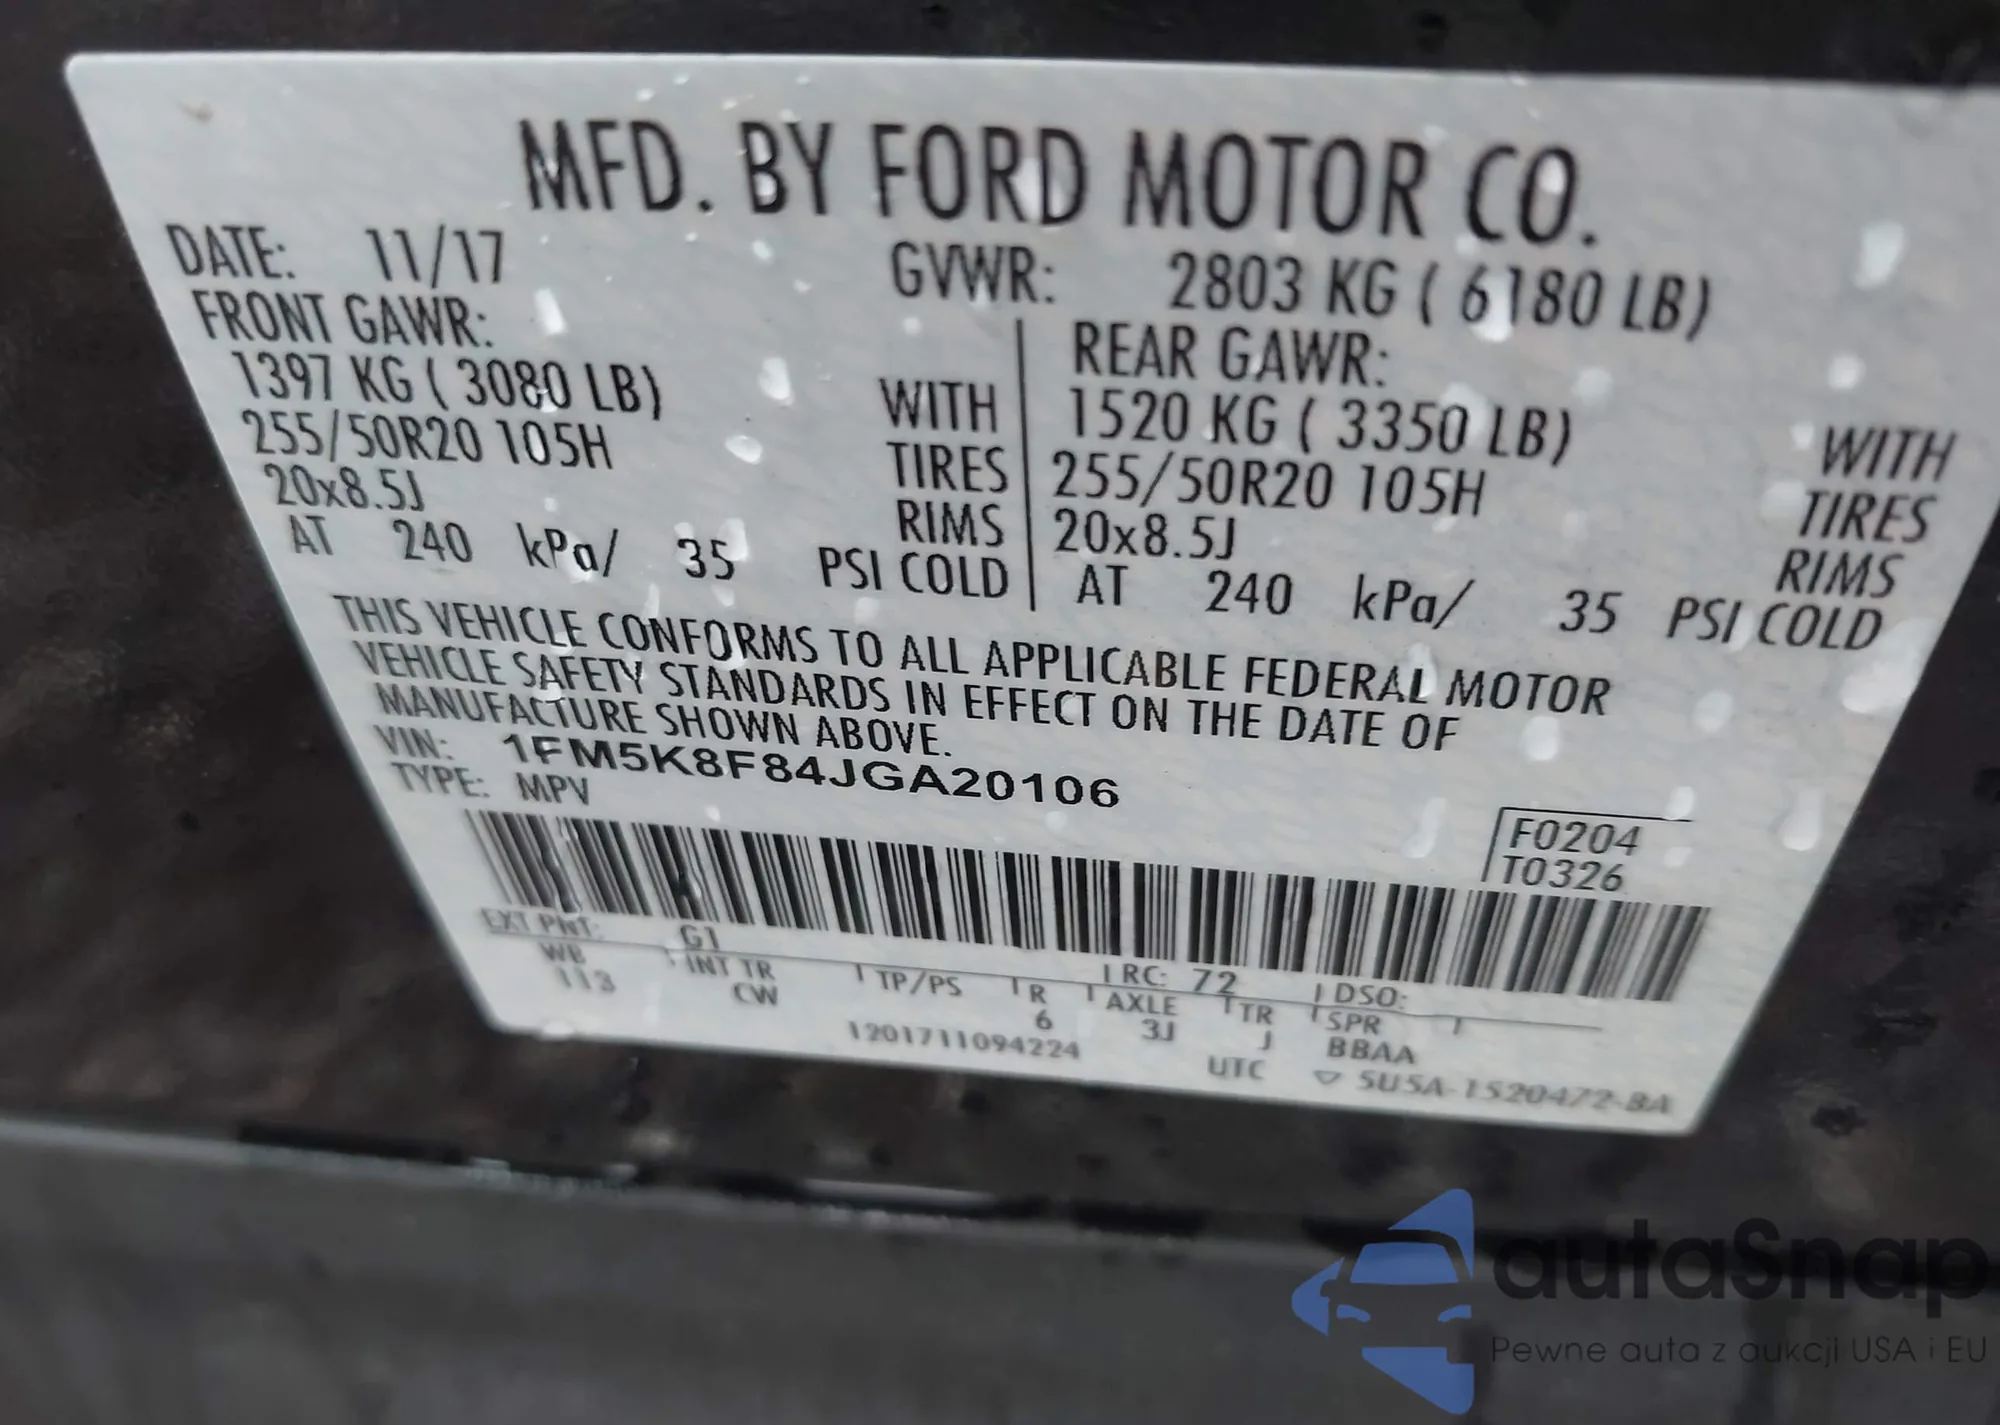 MFD. BY FORD MOTOR CO.
DATE: 11/17 GVWR: 2803 KG ( 6180 LB)
FRONT GAWR: REAR GAWR:
1397 KG ( 3080 LB) WITH 1520 KG ( 3350 LB) WITH
255/50R20 105H TIRES 255/50R20 105H TIRES
20x8.5J RIMS 20x8.5J RIMS
AT 240 kPa/ 35 PSI COLD AT 240 kPa/ 35 PSI COLD
THIS VEHICLE CONFORMS TO ALL APPLICABLE FEDERAL MOTOR
VEHICLE SAFETY STANDARDS IN EFFECT ON THE DATE OF
MANUFACTURE SHOWN ABOVE.
VIN: 1FM5K8F84JGA20106
TYPE: MPV
F0204
T0326
EXT PNT: G1 RC: 72 DSO:
WB INT TR TP/PS R AXLE TR SPR
113 CW 6 3J J BBAA
1201711094224 UTC ▽ 5U5A-1520472-BA
autaSnap
Pewne auta z aukcji USA i EU